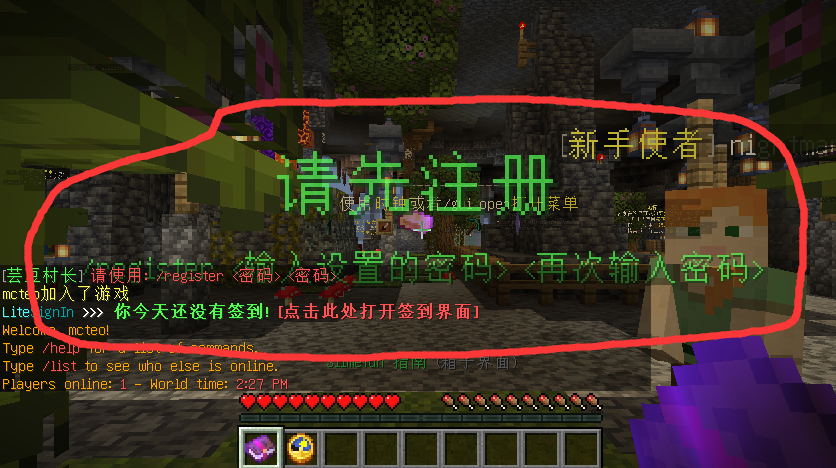 [新手使者] nightmar
请先注册
使用时钟或者/gui open打开菜单
/register <输入设置的密码> <再次输入密码>
[芸豆村长] 请使用: /register <密码> <密码>
mcteo加入了游戏
LiteSignIn >>> 你今天还没有签到! [点击此处打开签到界面]
Welcome, mcteo!
Type /help for a list of commands.
Type /list to see who else is online.
Slimefun 指南 (箱子界面)
Players online: 1 - World time: 2:27 PM